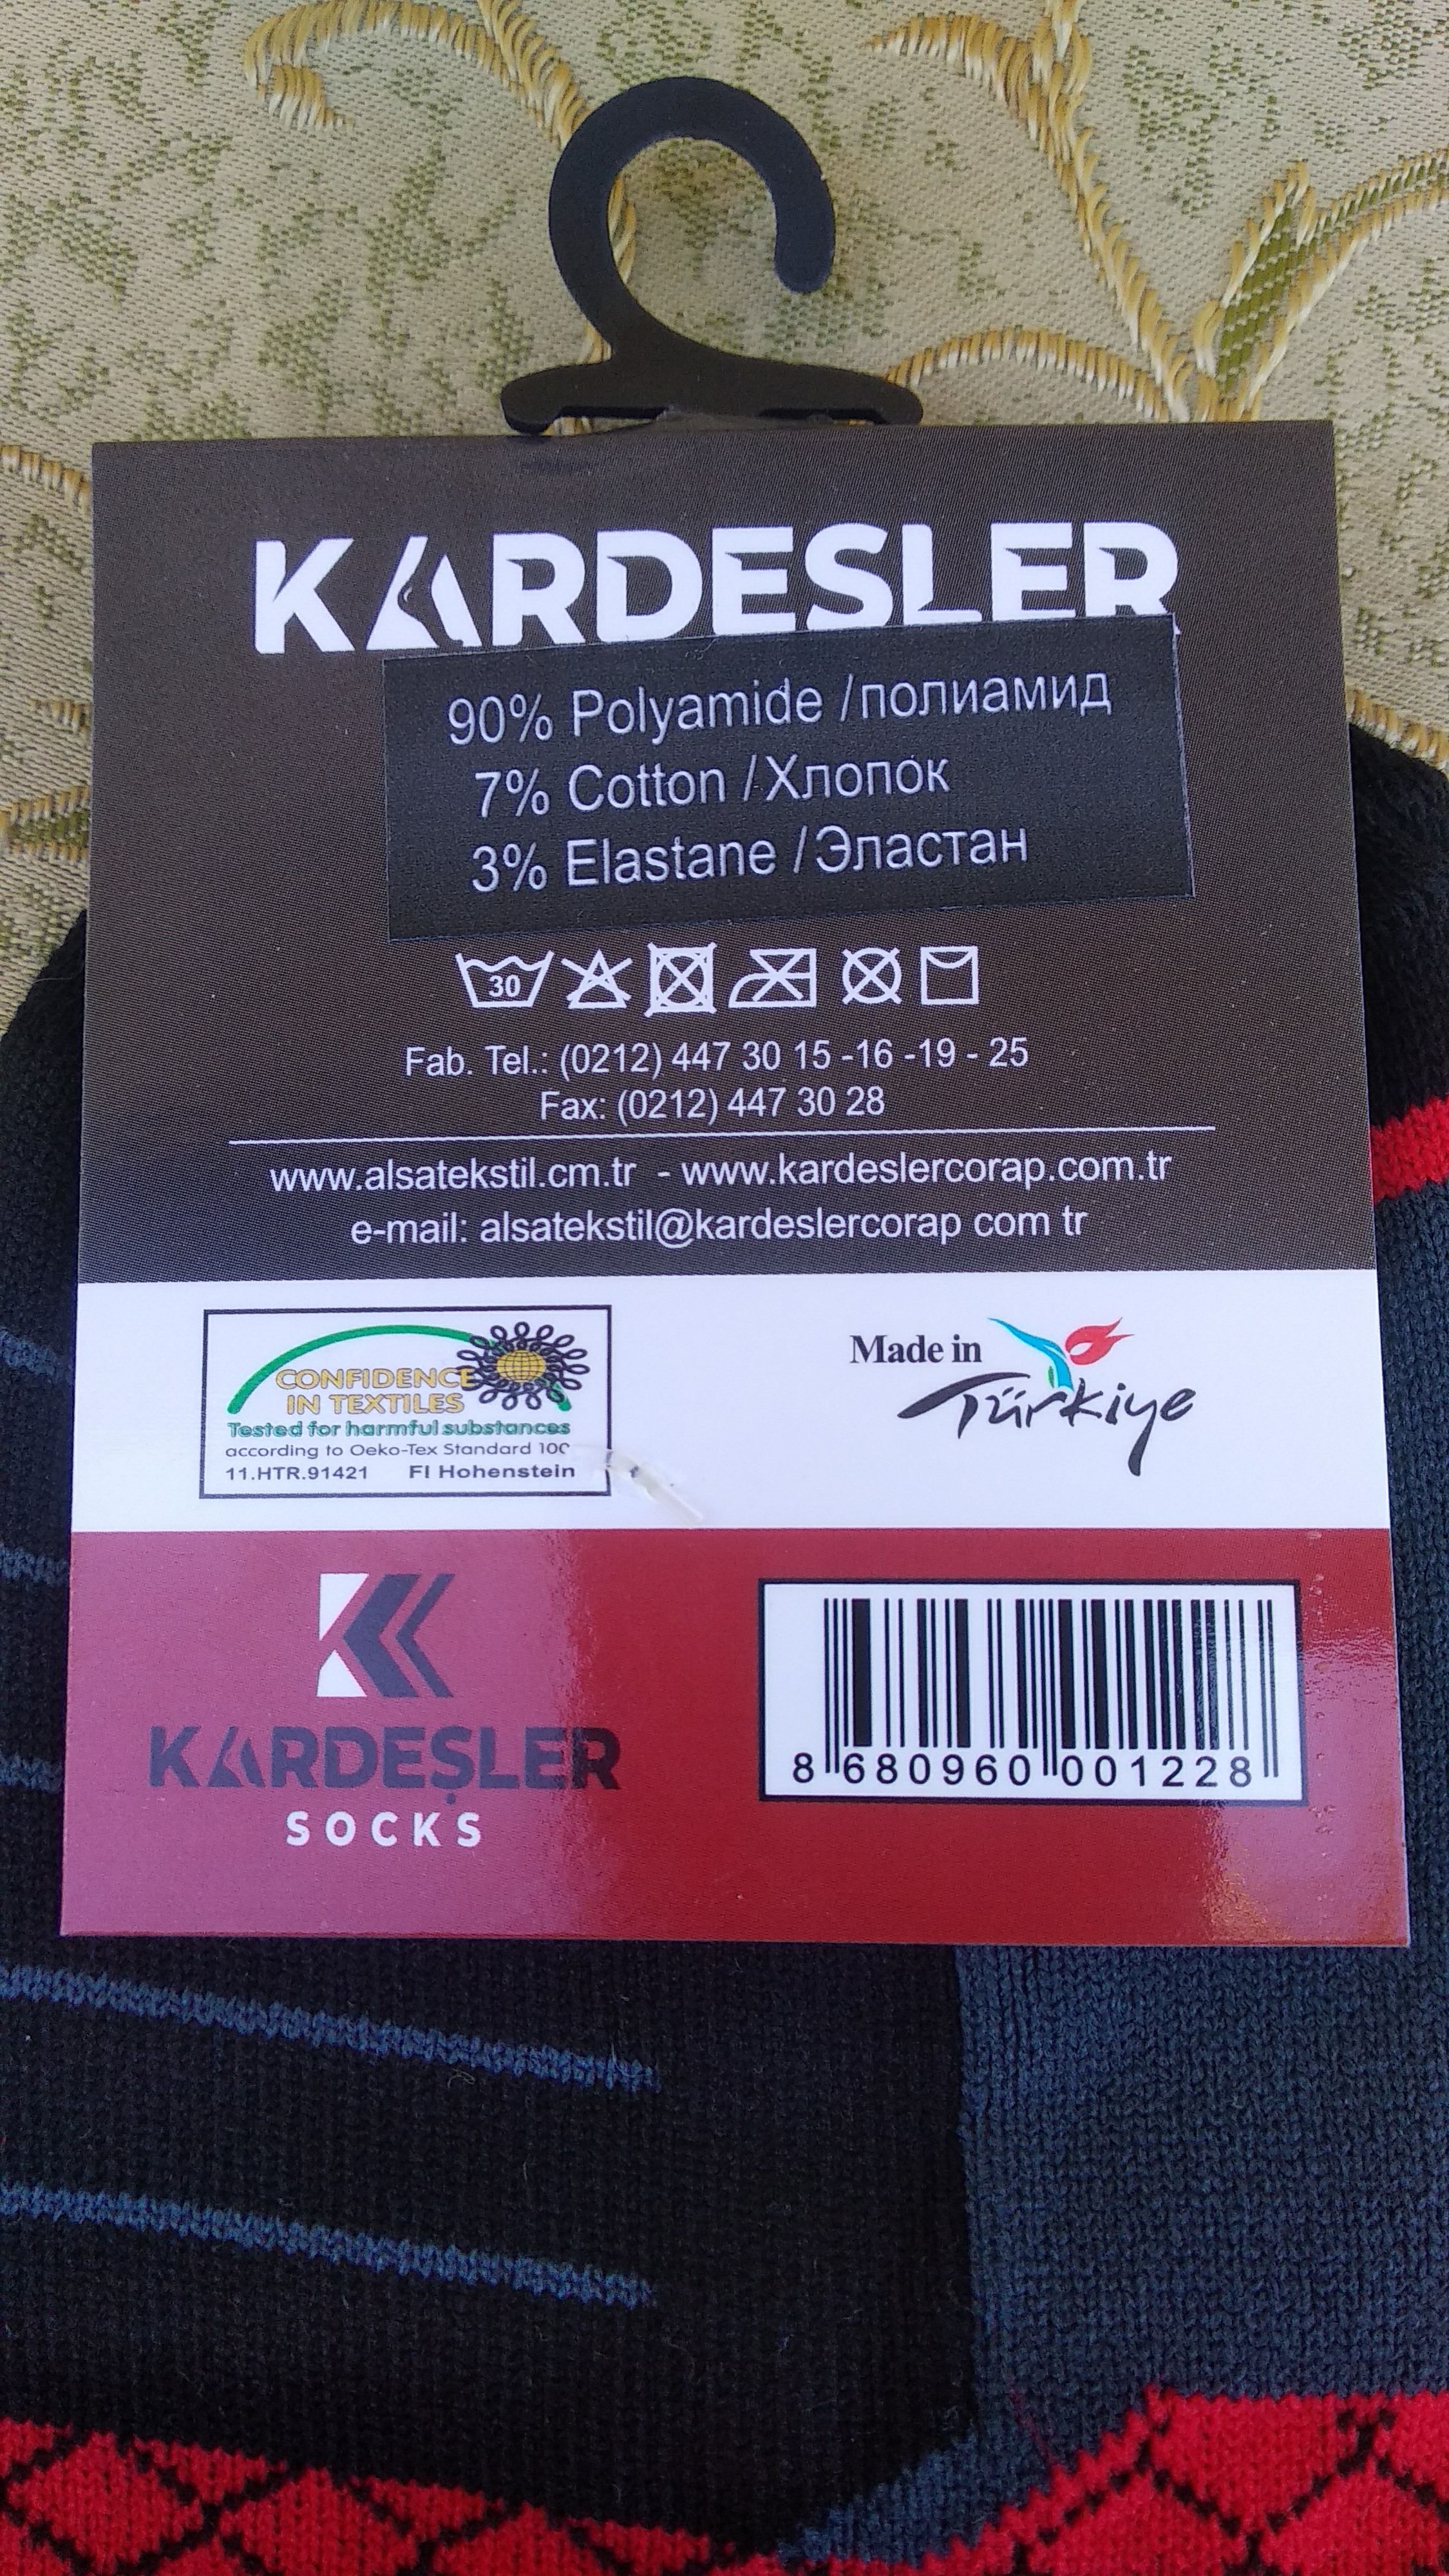 KARDESLER
90% Polyamide /полиамид
7% Cotton /Хлопок
3% Elastane /Эластан
30
Fab. Tel.: (0212) 447 30 15 -16 -19 - 25
Fax: (0212) 447 30 28
www.alsatekstil.cm.tr - www.kardeslercorap.com.tr
e-mail: alsatekstil@kardeslercorap com tr
CONFIDENCE
IN TEXTILES
Tested for harmful substances
according to Oeko-Tex Standard 100
11.HTR.91421 FI Hohenstein
Made in
Türkiye
KARDEŞLER
SOCKS
8 680960 001228